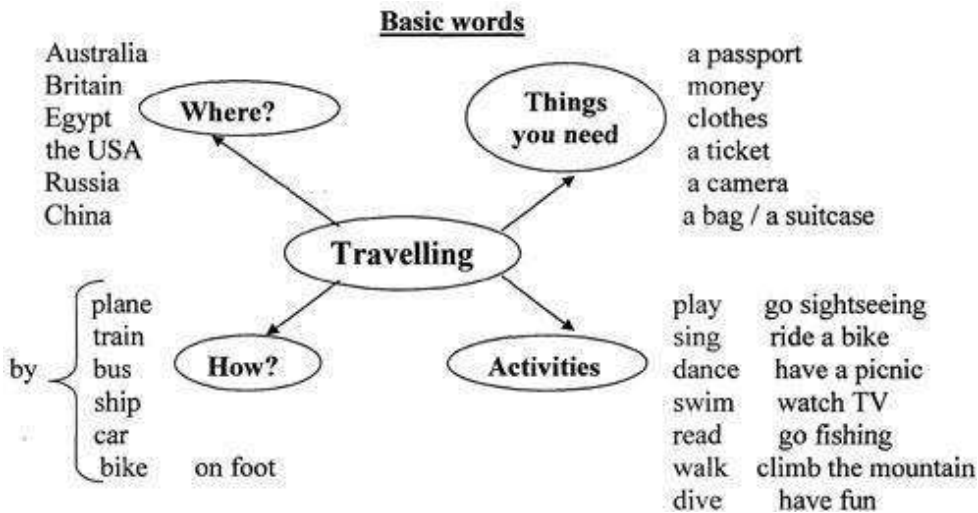 Basic words
Australia
Britain
Egypt
the USA
Russia
China
Where?
Things
you need
a passport
money
clothes
a ticket
a camera
a bag / a suitcase
Travelling
by
plane
train
bus
ship
car
bike on foot
How?
Activities
play go sightseeing
sing ride a bike
dance have a picnic
swim watch TV
read go fishing
walk climb the mountain
dive have fun